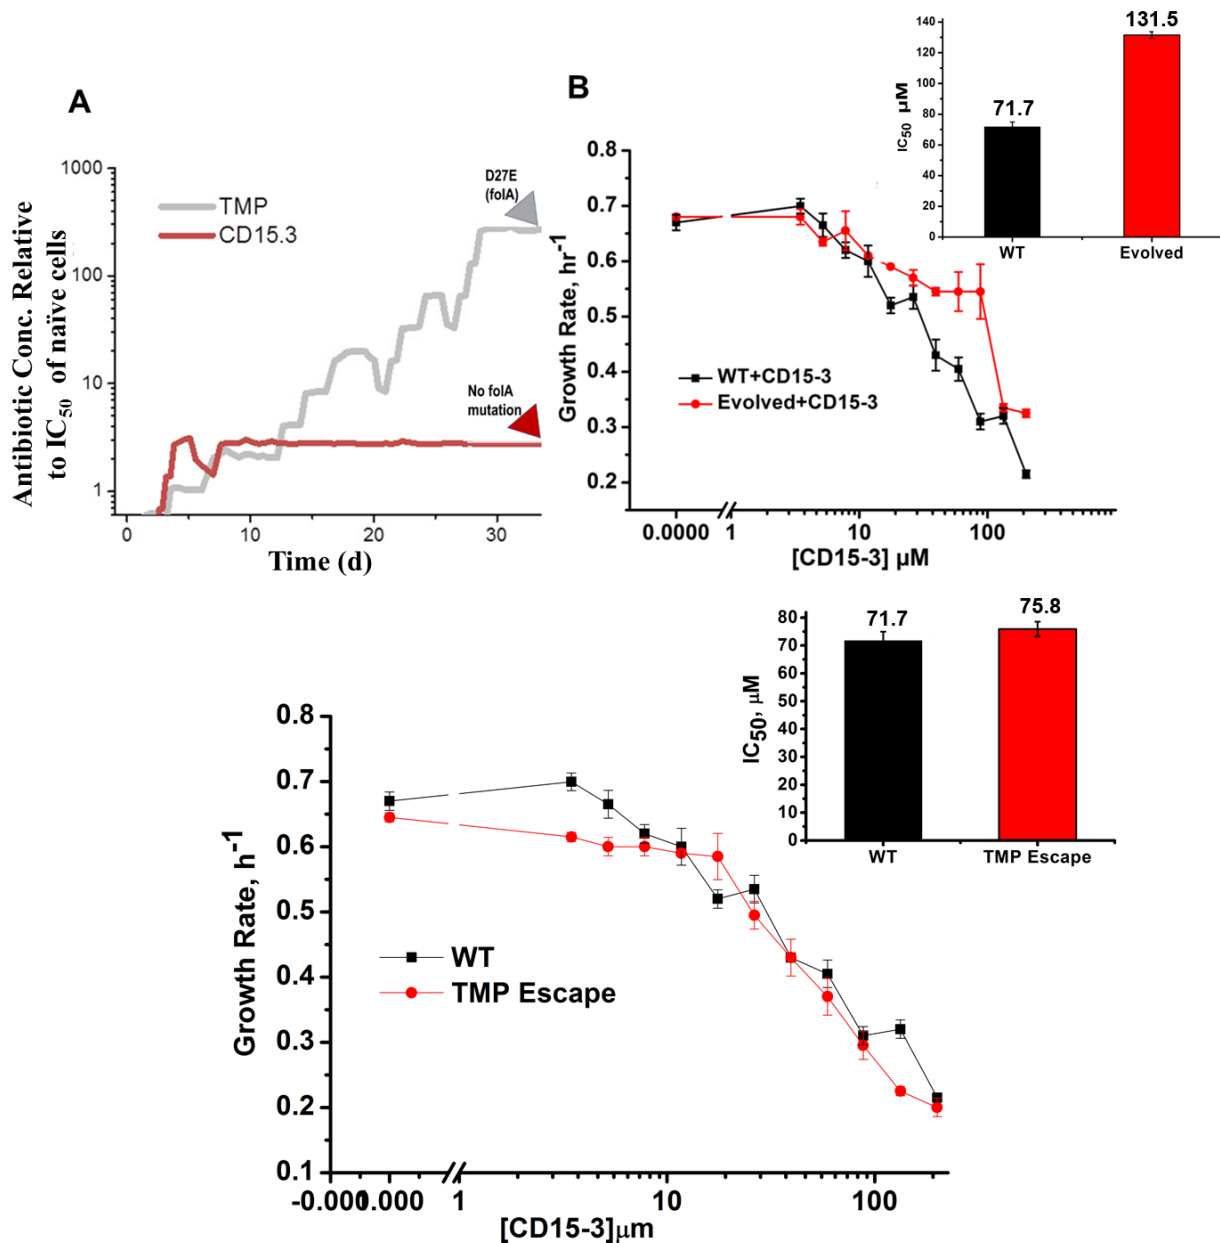 A
1000
100
10
1
0
10
20
30
Antibiotic Conc. Relative
to IC50 of naïve cells
Time (d)
TMP
CD15.3
D27E
(folA)
No folA
mutation
B
0.8
0.7
0.6
0.5
0.4
0.3
0.2
Growth Rate, hr-1
WT+CD15-3
Evolved+CD15-3
0.0000
1
10
100
[CD15-3] µM
140
120
100
80
60
40
20
0
IC50 µM
71.7
131.5
WT
Evolved
0.8
0.7
0.6
0.5
0.4
0.3
0.2
0.1
Growth Rate, h-1
WT
TMP Escape
-0.000
0.000
1
10
100
[CD15-3]µm
80
70
60
50
40
30
20
10
0
IC50, µM
71.7
75.8
WT
TMP Escape